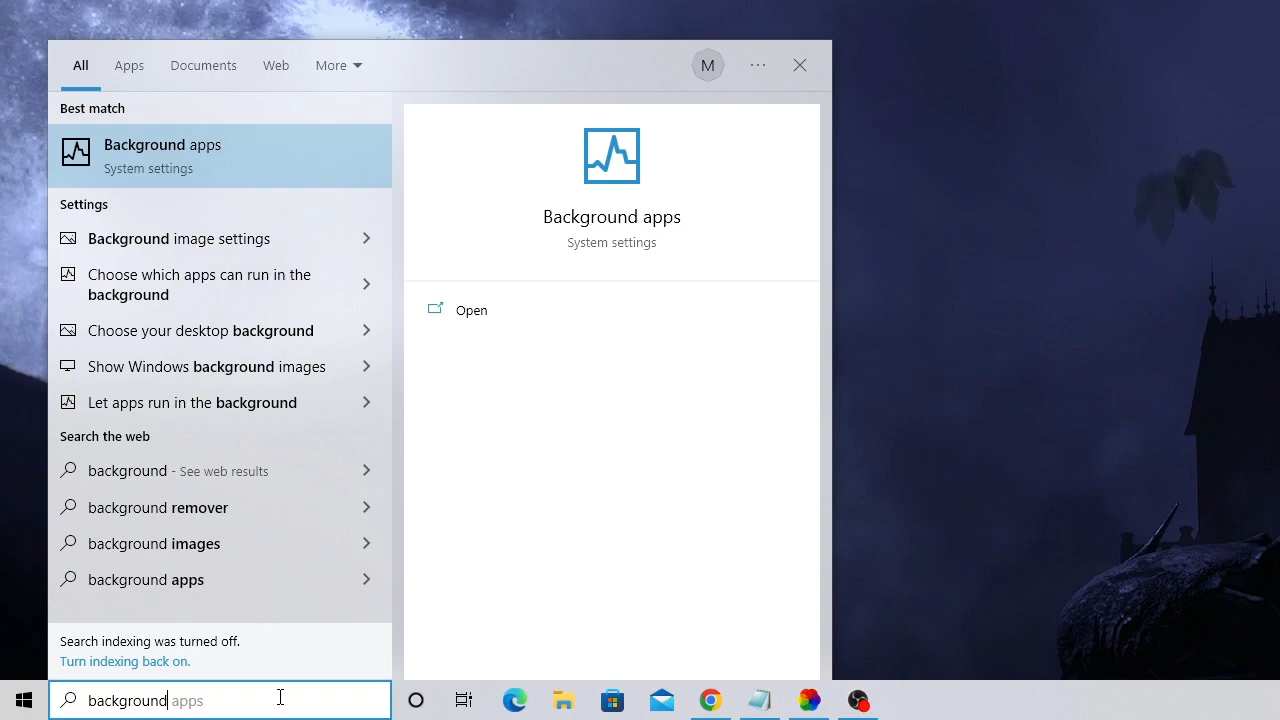 All
Apps
Documents
Web
More
M
Best match
Background apps
System settings
Settings
Background image settings
Choose which apps can run in the
background
Choose your desktop background
Show Windows background images
Let apps run in the background
Search the web
background - See web results
background remover
background images
background apps
Search indexing was turned off.
Turn indexing back on.
Background apps
System settings
Open
background apps